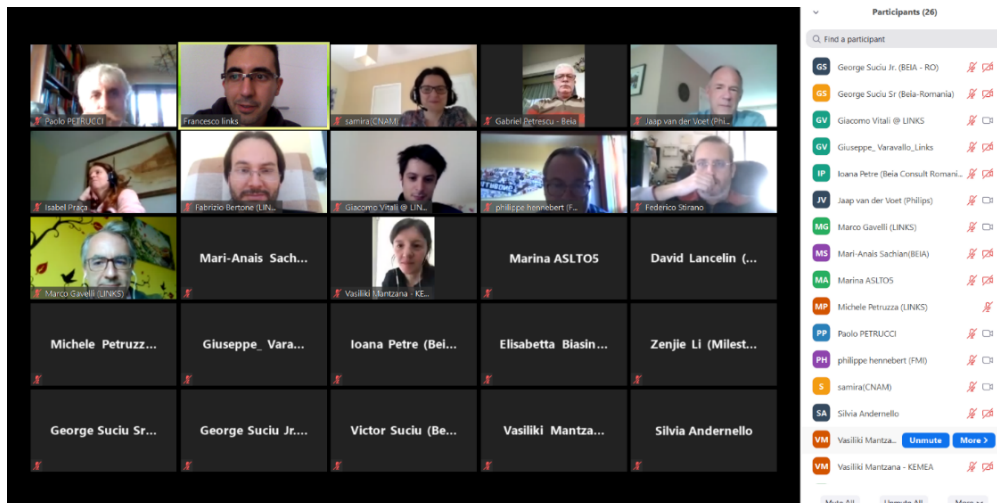 Participants (26)
Find a participant
Paolo PETRUCCI
Francesco links
samira(CNAM)
Gabriel Petrescu - Beia
Jaap van der Voet (Phi...
Isabel Praça
Fabrizio Bertone (LIN...
Giacomo Vitali @ LIN...
philippe hennebert (F...
Federico Stirano
Marco Gavelli (LINKS)
Mari-Anais Sach...
Vasiliki Mantzana - KE...
Marina ASLTO5
David Lancelin (...
Michele Petruzz...
Giuseppe_ Vara...
Ioana Petre (Bei...
Elisabetta Biasin...
Zenjie Li (Milest...
George Suciu Sr...
George Suciu Jr....
Victor Suciu (Be...
Vasiliki Mantza...
Silvia Andernello
GS George Suciu Jr. (BEIA - RO)
GS George Suciu Sr (Beia-Romania)
GV Giacomo Vitali @ LINKS
GV Giuseppe_ Varavallo_Links
IP Ioana Petre (Beia Consult Romani...
JV Jaap van der Voet (Philips)
MG Marco Gavelli (LINKS)
MS Mari-Anais Sachian(BEIA)
MA Marina ASLTO5
MP Michele Petruzza (LINKS)
PP Paolo PETRUCCI
PH philippe hennebert (FMI)
S samira(CNAM)
SA Silvia Andernello
VM Vasiliki Mantza... Unmute More >
VM Vasiliki Mantzana - KEMEA
Mute All Unmute All More